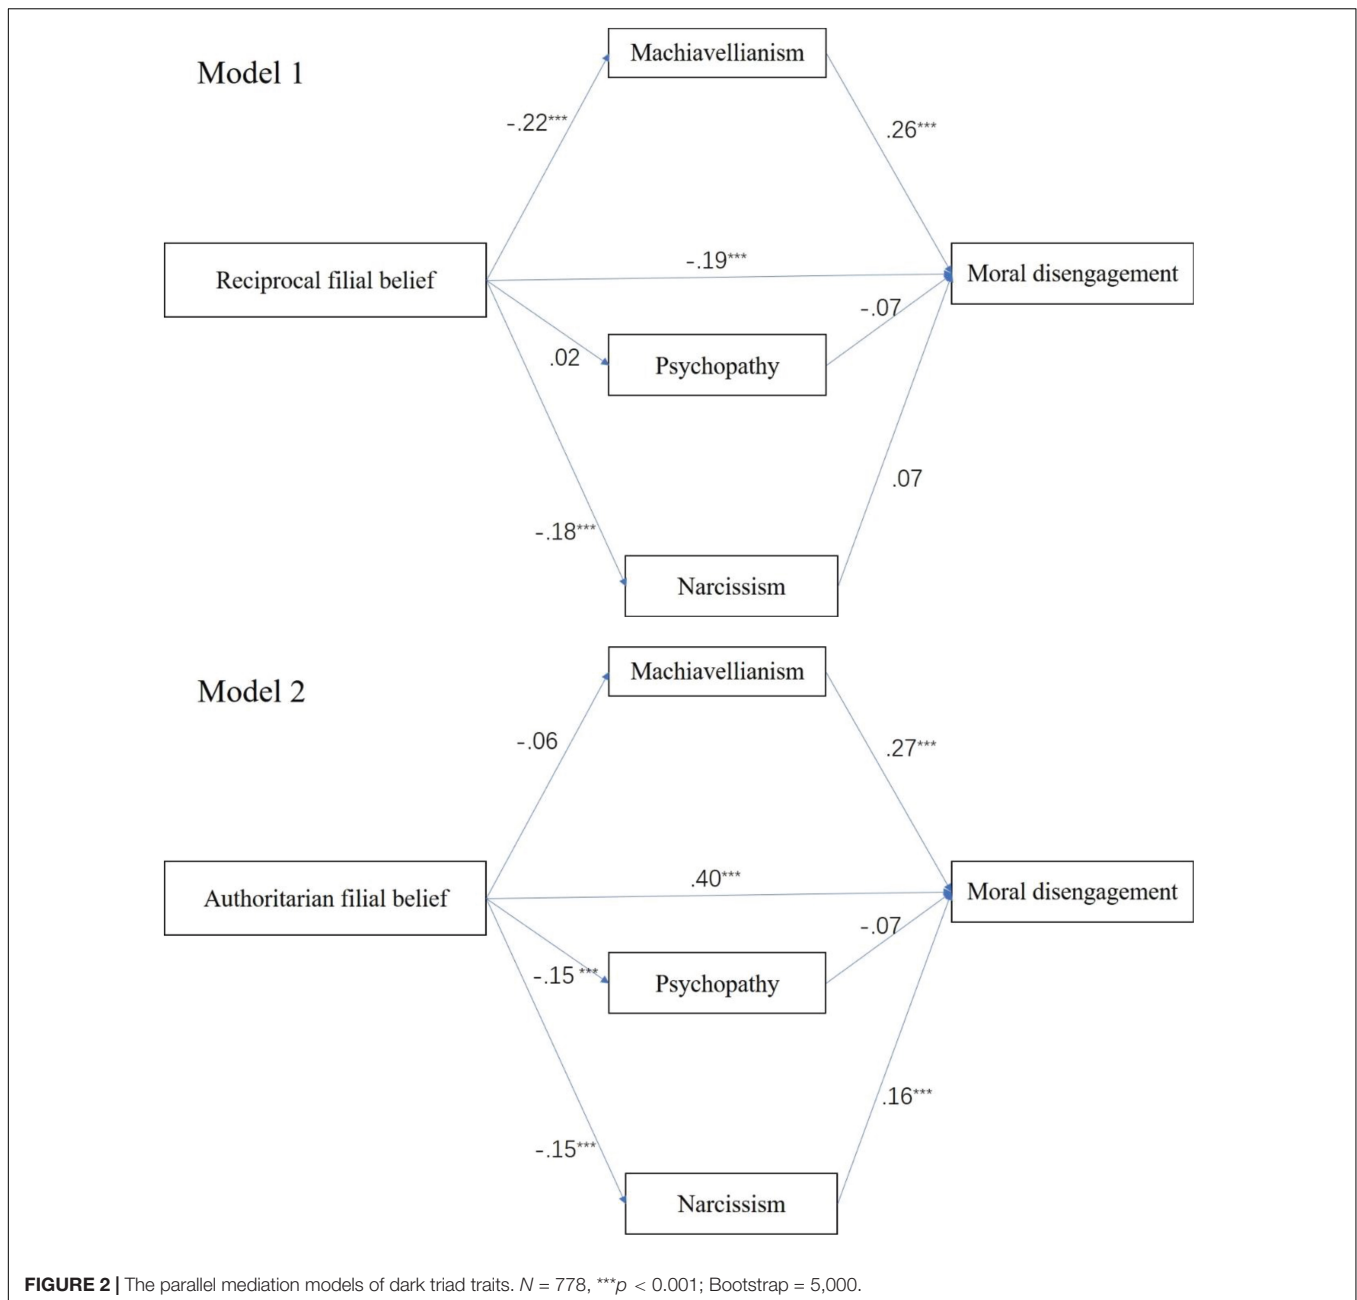 Model 1
Machiavellianism
-.22***
.26***
-.19***
Reciprocal filial belief
Moral disengagement
-.07
.02
Psychopathy
.07
-.18***
Narcissism
Model 2
Machiavellianism
-.06
.27***
.40***
Authoritarian filial belief
Moral disengagement
-.07
-.15 ***
Psychopathy
.16***
-.15***
Narcissism
FIGURE 2 | The parallel mediation models of dark triad traits. N = 778, ***p < 0.001; Bootstrap = 5,000.